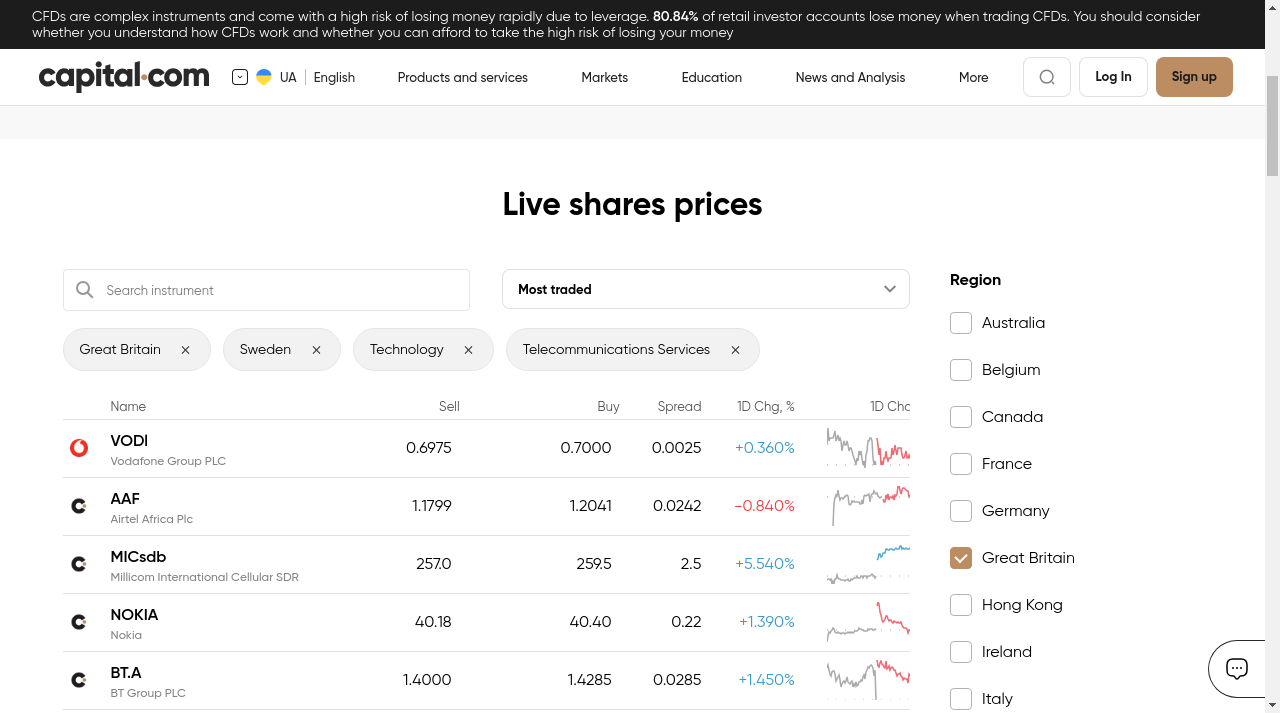 CFDs are complex instruments and come with a high risk of losing money rapidly due to leverage. 80.84% of retail investor accounts lose money when trading CFDs. You should consider
whether you understand how CFDs work and whether you can afford to take the high risk of losing your money
capital.com
UA
English
Products and services
Markets
Education
News and Analysis
More
Log In
Sign up
Live shares prices
Search instrument
Most traded
Great Britain
Sweden
Technology
Telecommunications Services
Name Sell Buy Spread 1D Chg, %
VODl 0.6975 0.7000 0.0025 +0.360%
Vodafone Group PLC
AAF 1.1799 1.2041 0.0242 -0.840%
Airtel Africa Plc
MICsdb 257.0 259.5 2.5 +5.540%
Millicom International Cellular SDR
NOKIA 40.18 40.40 0.22 +1.390%
Nokia
BT.A 1.4000 1.4285 0.0285 +1.450%
BT Group PLC
Region
Australia
Belgium
Canada
France
Germany
Great Britain
Hong Kong
Ireland
Italy